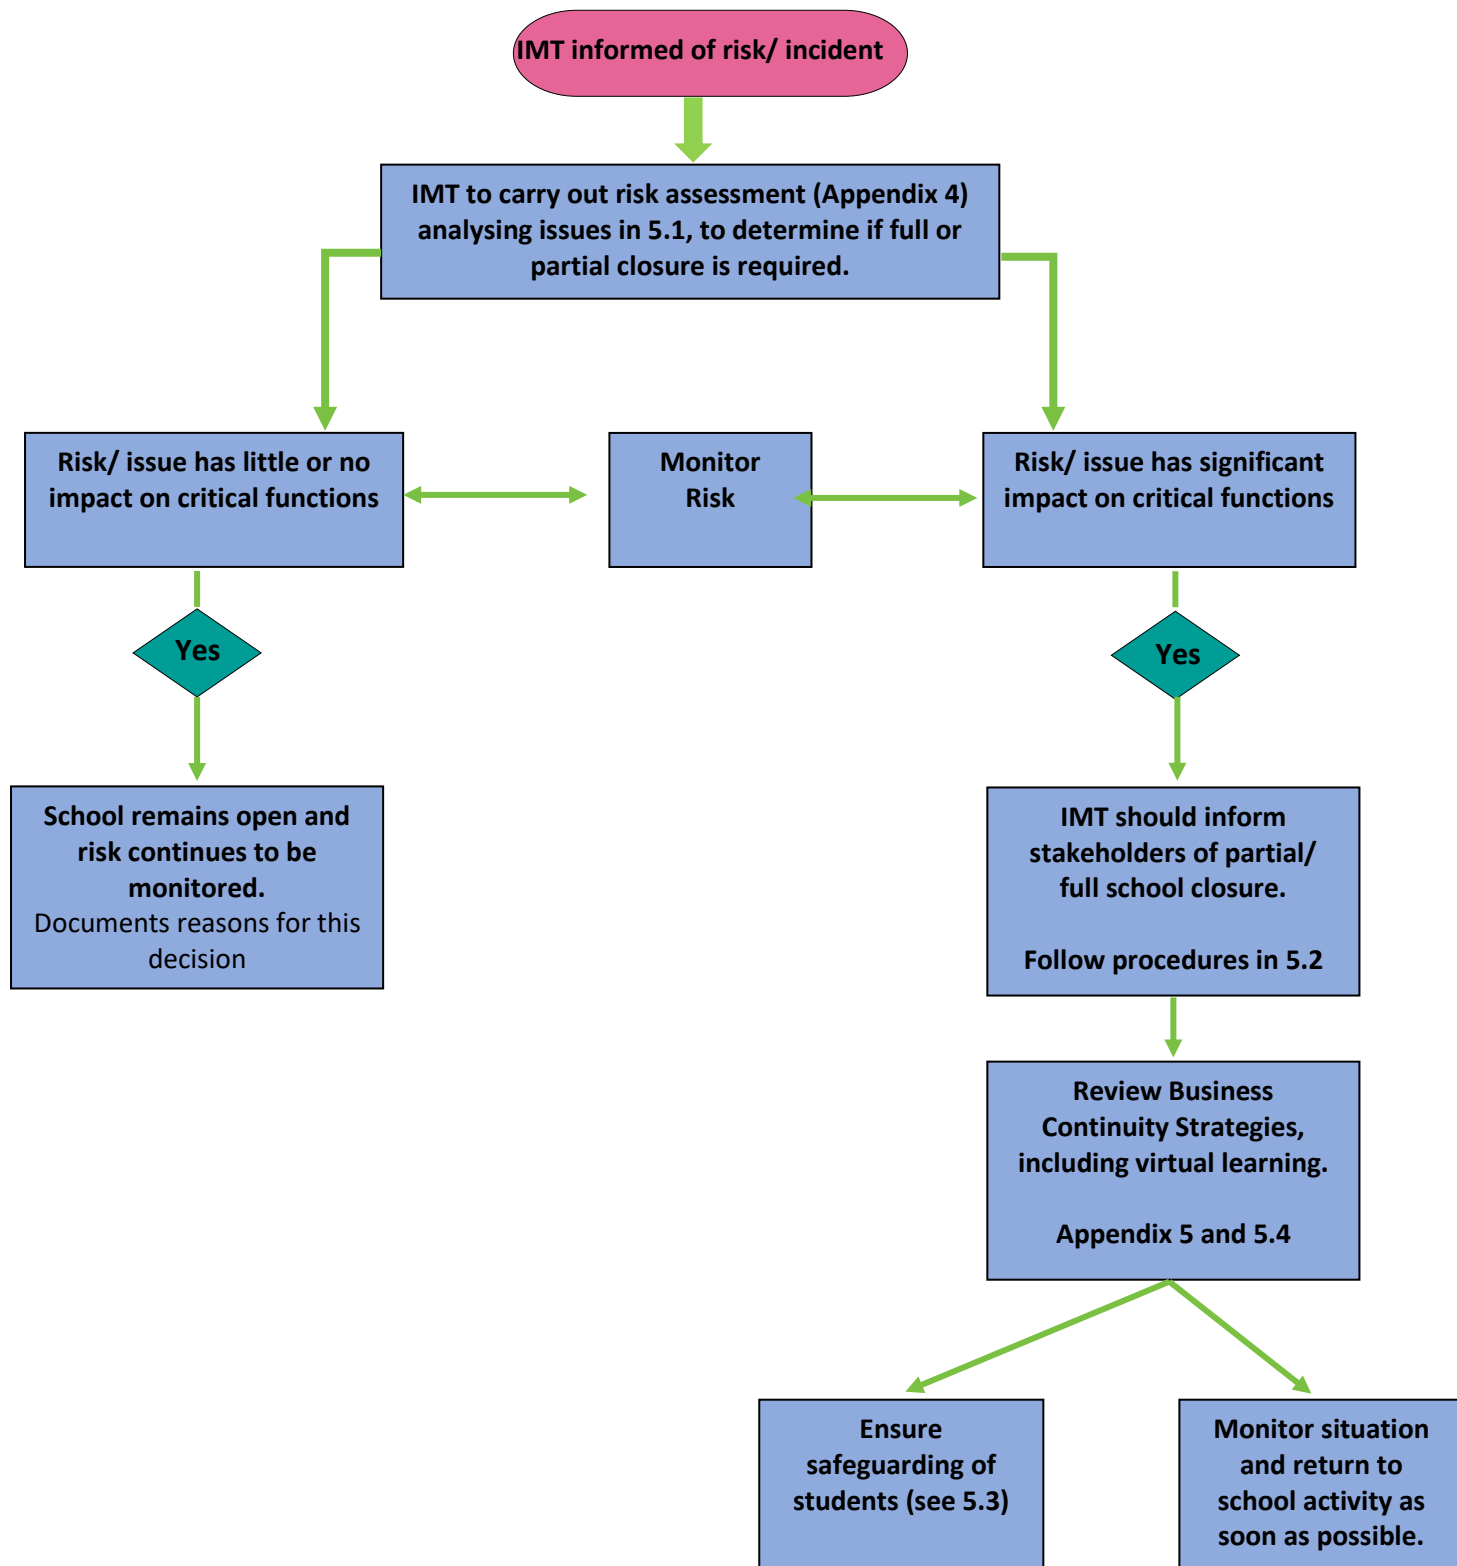 IMT informed of risk/ incident
IMT to carry out risk assessment (Appendix 4)
analysing issues in 5.1, to determine if full or
partial closure is required.
Risk/ issue has little or no
impact on critical functions
Monitor
Risk
Risk/ issue has significant
impact on critical functions
Yes
Yes
School remains open and
risk continues to be
monitored.
Documents reasons for this
decision
IMT should inform
stakeholders of partial/
full school closure.
Follow procedures in 5.2
Review Business
Continuity Strategies,
including virtual learning.
Appendix 5 and 5.4
Ensure
safeguarding of
students (see 5.3)
Monitor situation
and return to
school activity as
soon as possible.